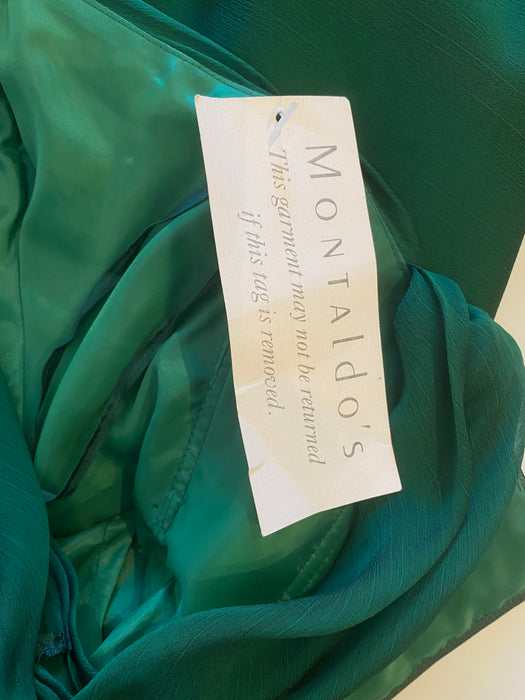 MONTAldo's
This garment may not be returned
if this tag is removed.